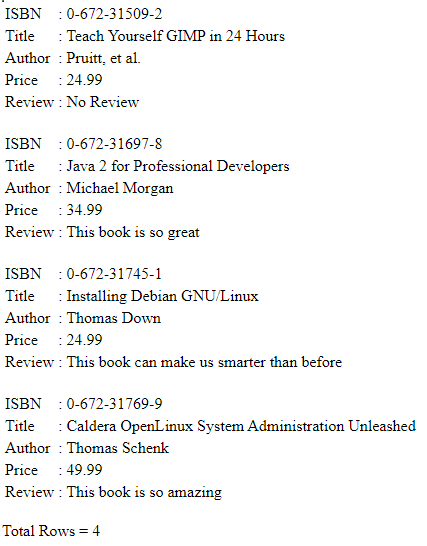 ISBN : 0-672-31509-2
Title : Teach Yourself GIMP in 24 Hours
Author : Pruitt, et al.
Price : 24.99
Review : No Review
ISBN : 0-672-31697-8
Title : Java 2 for Professional Developers
Author : Michael Morgan
Price : 34.99
Review : This book is so great
ISBN : 0-672-31745-1
Title : Installing Debian GNU/Linux
Author : Thomas Down
Price : 24.99
Review : This book can make us smarter than before
ISBN : 0-672-31769-9
Title : Caldera OpenLinux System Administration Unleashed
Author : Thomas Schenk
Price : 49.99
Review : This book is so amazing
Total Rows = 4